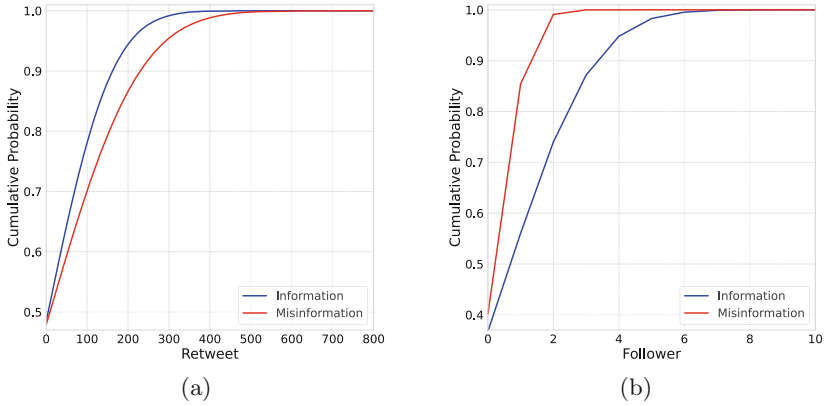 1.0
0.9
0.8
0.7
0.6
0.5
Cumulative Probability
0 100 200 300 400 500 600 700 800
Retweet
Information
Misinformation
(a)
1.0
0.9
0.8
0.7
0.6
0.5
0.4
Cumulative Probability
0 2 4 6 8 10
Follower
Information
Misinformation
(b)